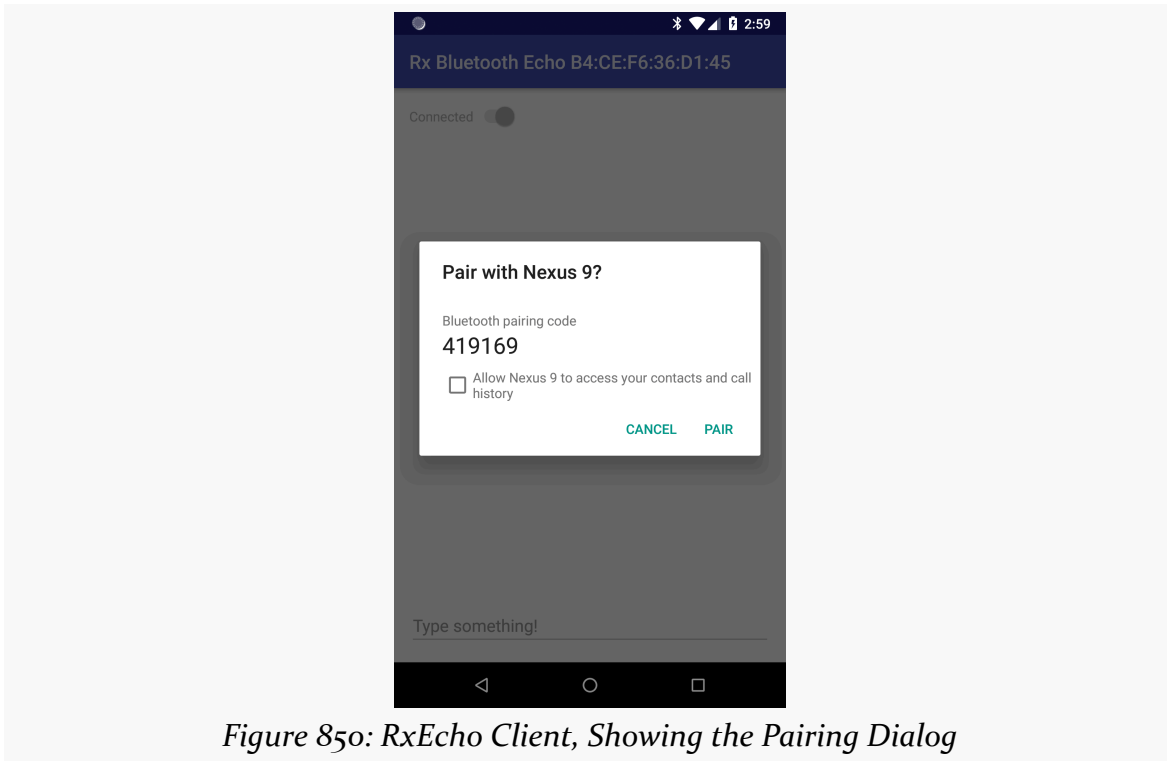 2:59
Rx Bluetooth Echo B4:CE:F6:36:D1:45
Connected
Pair with Nexus 9?
Bluetooth pairing code
419169
Allow Nexus 9 to access your contacts and call
history
CANCEL PAIR
Type something!
Figure 850: RxEcho Client, Showing the Pairing Dialog